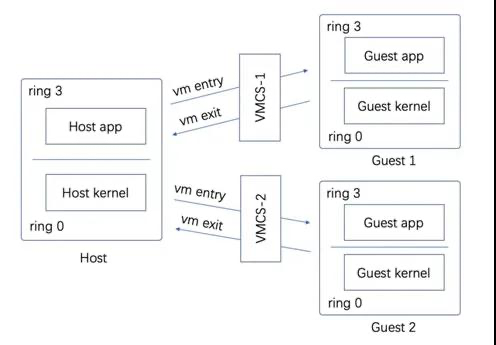 ring 3
Host app
Host kernel
ring 0
Host
vm entry
vm exit
VMCS-1
vm entry
vm exit
VMCS-2
ring 3
Guest app
Guest kernel
ring 0
Guest 1
ring 3
Guest app
Guest kernel
ring 0
Guest 2